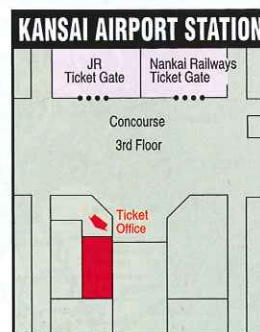 KANSAI AIRPORT STATION
JR
Ticket Gate
Nankai Railways
Ticket Gate
Concourse
3rd Floor
Ticket
Office